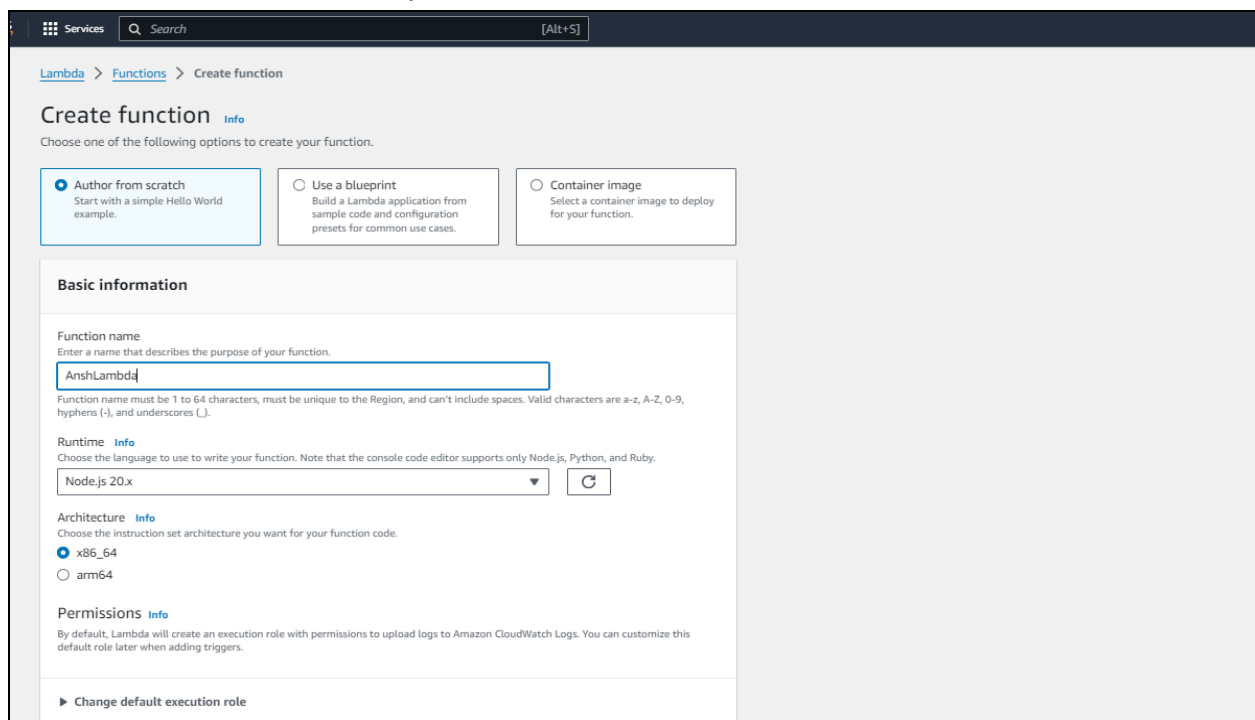 Services
Search
[Alt+S]
Lambda > Functions > Create function
Create function Info
Choose one of the following options to create your function.
Author from scratch
Start with a simple Hello World
example.
Use a blueprint
Build a Lambda application from
sample code and configuration
presets for common use cases.
Container image
Select a container image to deploy
for your function.
Basic information
Function name
Enter a name that describes the purpose of your function.
AnshLambda
Function name must be 1 to 64 characters, must be unique to the Region, and can't include spaces. Valid characters are a-z, A-Z, 0-9,
hyphens (-), and underscores (_).
Runtime Info
Choose the language to use to write your function. Note that the console code editor supports only Node.js, Python, and Ruby.
Node.js 20.x
Architecture Info
Choose the instruction set architecture you want for your function code.
x86_64
arm64
Permissions Info
By default, Lambda will create an execution role with permissions to upload logs to Amazon CloudWatch Logs. You can customize this
default role later when adding triggers.
Change default execution role